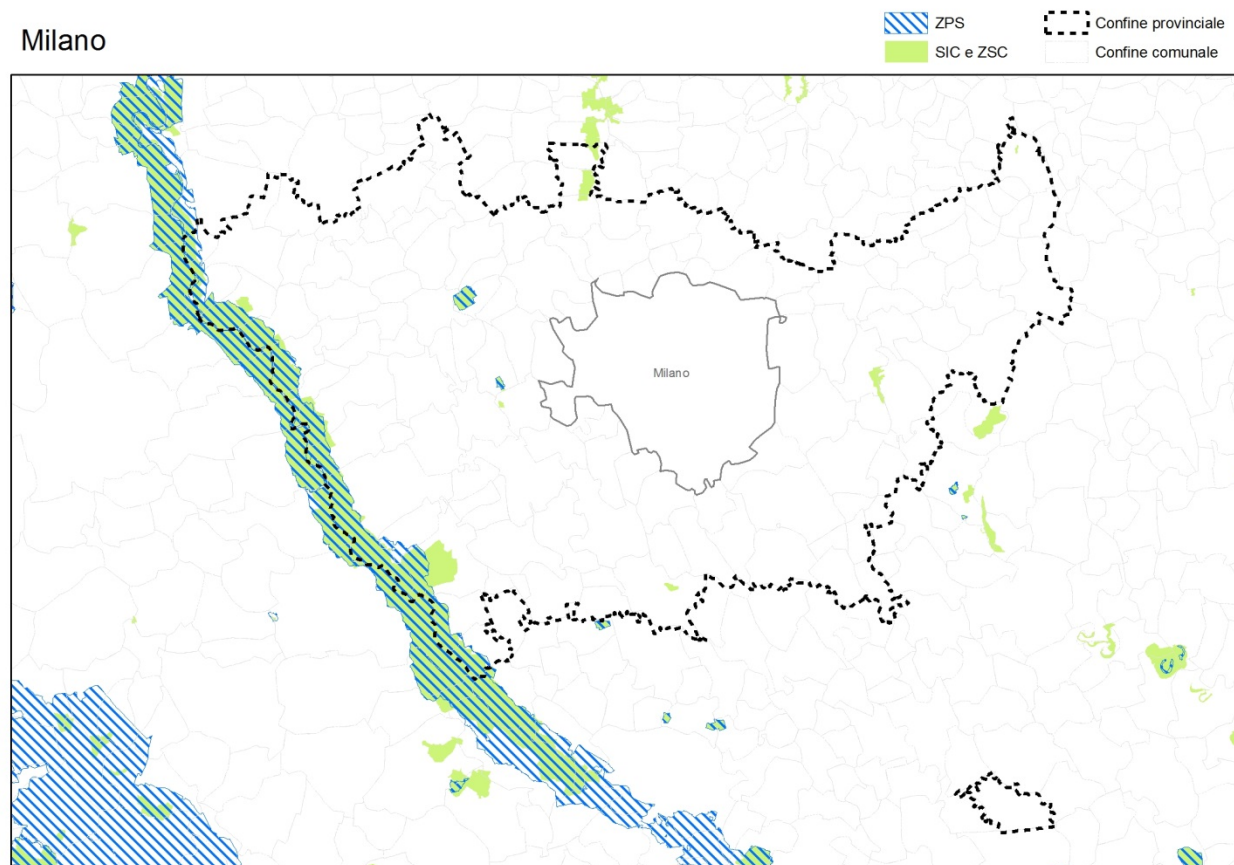 Milano
ZPS
SIC e ZSC
Confine provinciale
Confine comunale
Milano